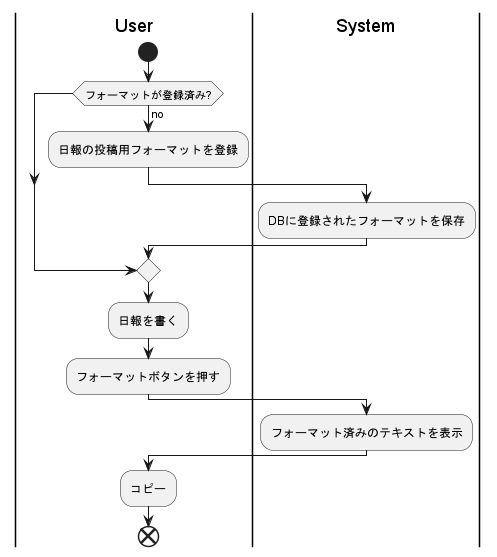 User
System
フォーマットが登録済み?
no
日報の投稿用フォーマットを登録
DBに登録されたフォーマットを保存
日報を書く
フォーマットボタンを押す
フォーマット済みのテキストを表示
コピー